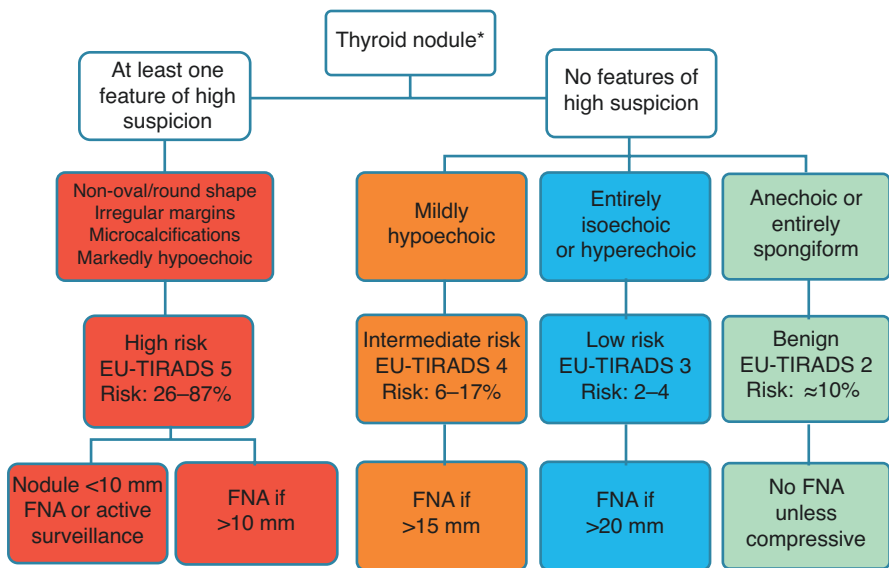 Thyroid nodule*
At least one
feature of high
suspicion
No features of
high suspicion
Non-oval/round shape
Irregular margins
Microcalcifications
Markedly hypoechoic
Mildly
hypoechoic
Entirely
isoechoic
or hyperechoic
Anechoic or
entirely
spongiform
High risk
EU-TIRADS 5
Risk: 26–87%
Intermediate risk
EU-TIRADS 4
Risk: 6–17%
Low risk
EU-TIRADS 3
Risk: 2–4
Benign
EU-TIRADS 2
Risk: ≈10%
Nodule <10 mm
FNA or active
surveillance
FNA if
>10 mm
FNA if
>15 mm
FNA if
>20 mm
No FNA
unless
compressive